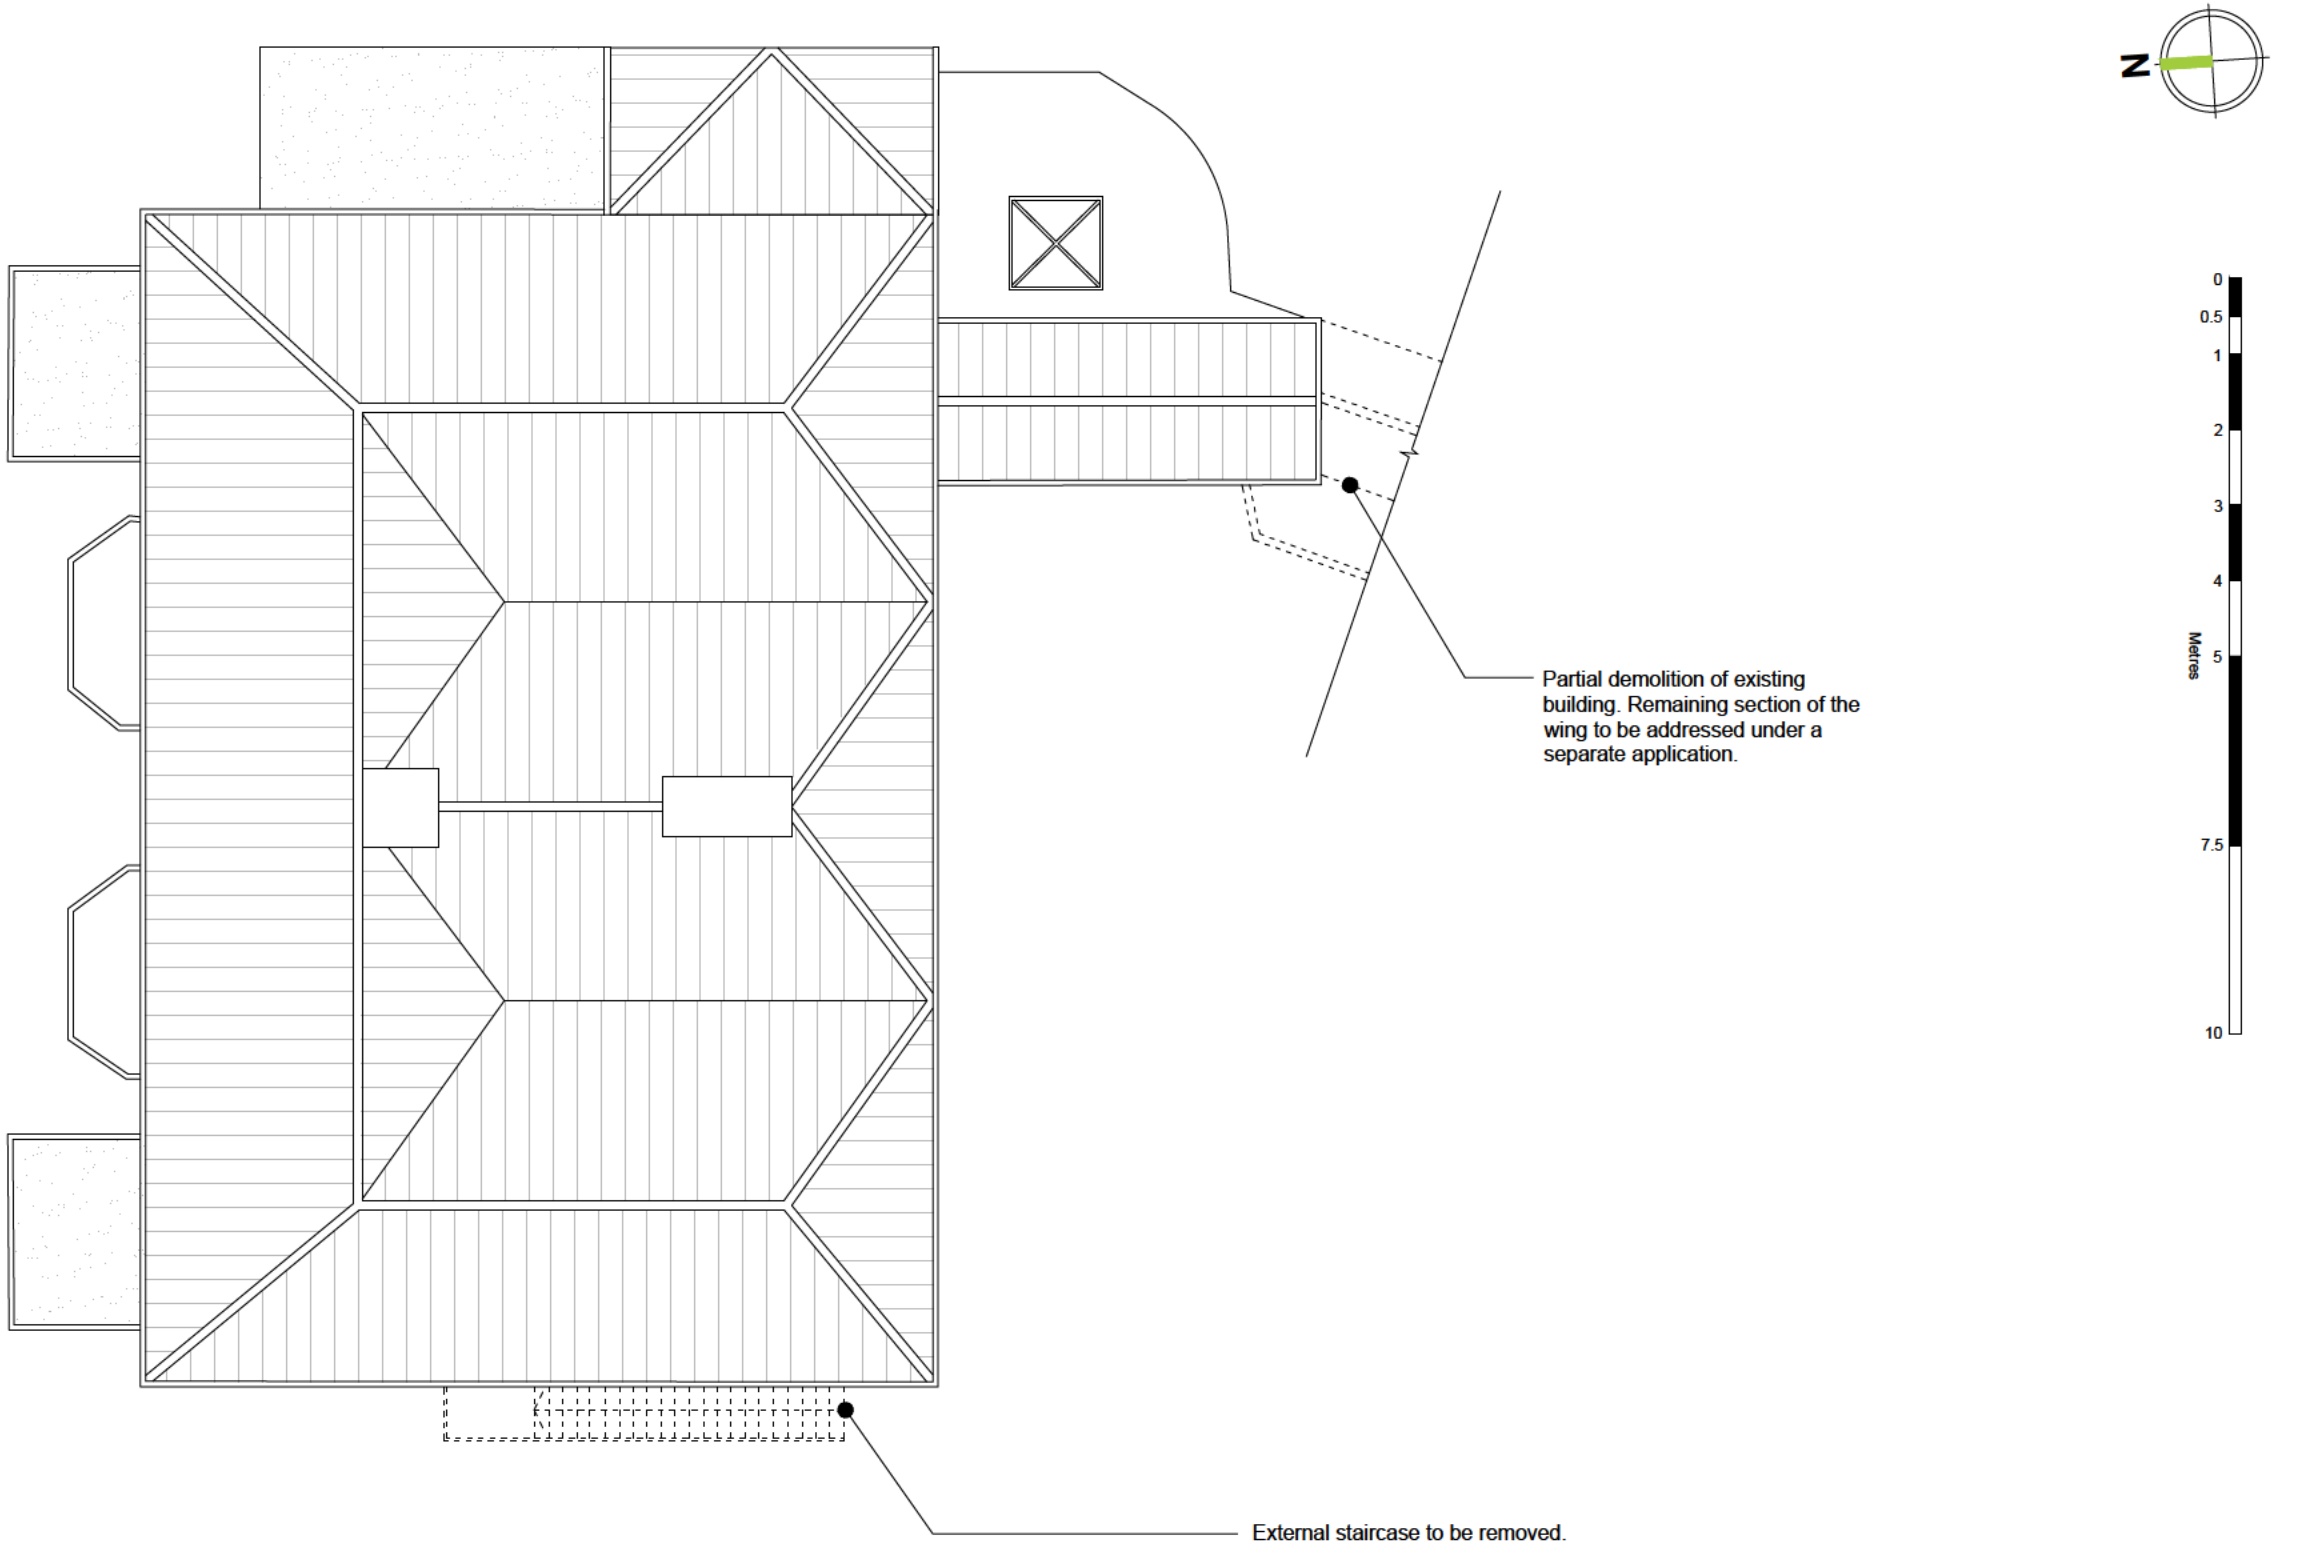 N
0
0.5
1
2
3
4
Metres
5
7.5
10
Partial demolition of existing
building. Remaining section of the
wing to be addressed under a
separate application.
External staircase to be removed.